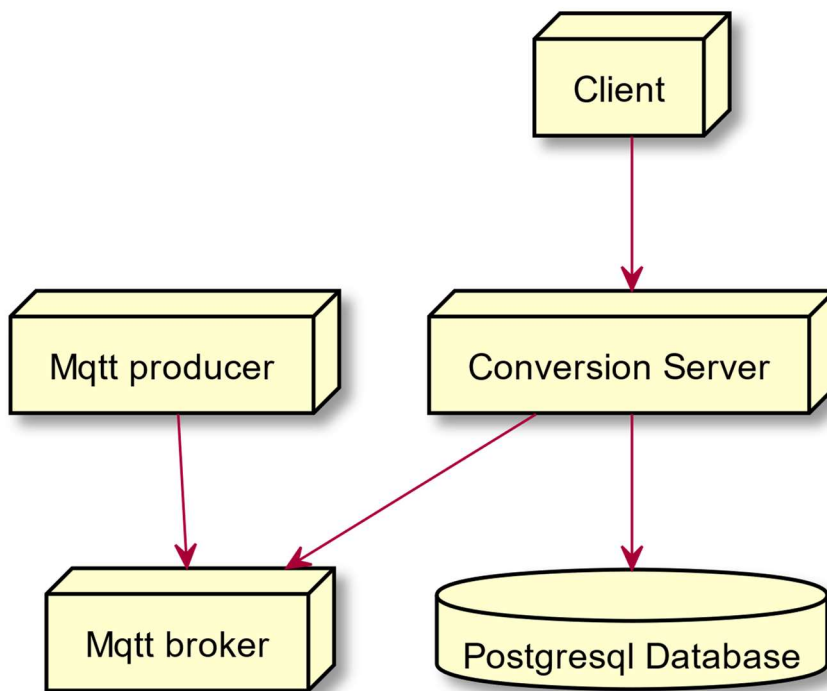 Client
Mqtt producer
Conversion Server
Mqtt broker
Postgresql Database